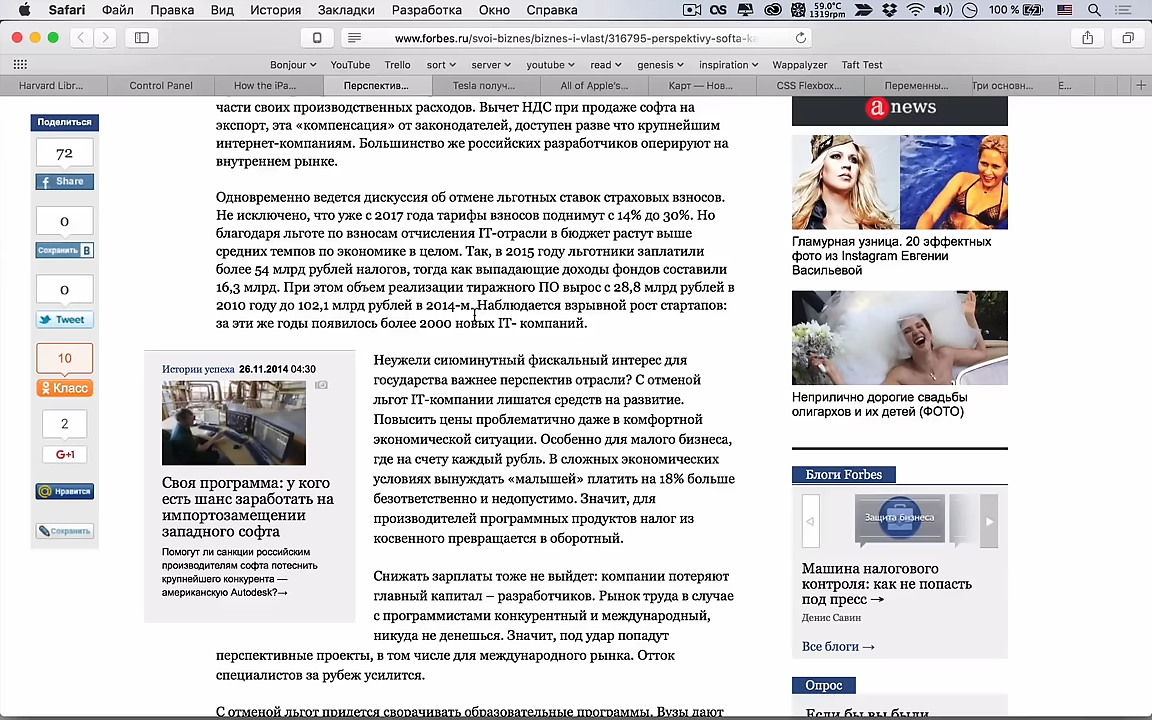 Safari Файл Правка Вид История Закладки Разработка Окно Справка
59.0°C
1319rpm
100 %
www.forbes.ru/svoi-biznes/biznes-i-vlast/316795-perspektivy-softa-ka
Bonjour YouTube Trello sort server youtube read genesis inspiration Wappalyzer Taft Test
Harvard Libr... Control Panel How the iPa... Перспектив... Tesla получ... All of Apple's... Карт — Нов... CSS Flexbox... Переменны... Три основн... E...
части своих производственных расходов. Вычет НДС при продаже софта на
экспорт, эта «компенсация» от законодателей, доступен разве что крупнейшим
интернет-компаниям. Большинство же российских разработчиков оперируют на
внутреннем рынке.
Одновременно ведется дискуссия об отмене льготных ставок страховых взносов.
Не исключено, что уже с 2017 года тарифы взносов поднимут с 14% до 30%. Но
благодаря льготе по взносам отчисления IT-отрасли в бюджет растут выше
средних темпов по экономике в целом. Так, в 2015 году льготники заплатили
более 54 млрд рублей налогов, тогда как выпадающие доходы фондов составили
16,3 млрд. При этом объем реализации тиражного ПО вырос с 28,8 млрд рублей в
2010 году до 102,1 млрд рублей в 2014-м. Наблюдается взрывной рост стартапов:
за эти же годы появилось более 2000 новых IT- компаний.
Неужели сиюминутный фискальный интерес для
государства важнее перспектив отрасли? С отменой
льгот IT-компании лишатся средств на развитие.
Повысить цены проблематично даже в комфортной
экономической ситуации. Особенно для малого бизнеса,
где на счету каждый рубль. В сложных экономических
условиях вынуждать «малышей» платить на 18% больше
безответственно и недопустимо. Значит, для
производителей программных продуктов налог из
косвенного превращается в оборотный.
Снижать зарплаты тоже не выйдет: компании потеряют
главный капитал – разработчиков. Рынок труда в случае
с программистами конкурентный и международный,
никуда не денешься. Значит, под удар попадут
перспективные проекты, в том числе для международного рынка. Отток
специалистов за рубеж усилится.
С отменой льгот придется сворачивать образовательные программы. Вузы дают
Поделиться
72
Share
0
Сохранить В
0
Tweet
10
Класс
2
G+1
Нравится
Сохранить
Истории успеха 26.11.2014 04:30
Своя программа: у кого
есть шанс заработать на
импортозамещении
западного софта
Помогут ли санкции российским
производителям софта потеснить
крупнейшего конкурента —
американскую Autodesk?→
a news
Гламурная узница. 20 эффектных
фото из Instagram Евгении
Васильевой
Неприлично дорогие свадьбы
олигархов и их детей (ФОТО)
Блоги Forbes
Защита бизнеса
Машина налогового
контроля: как не попасть
под пресс →
Денис Савин
Все блоги →
Опрос
Если бы вы были